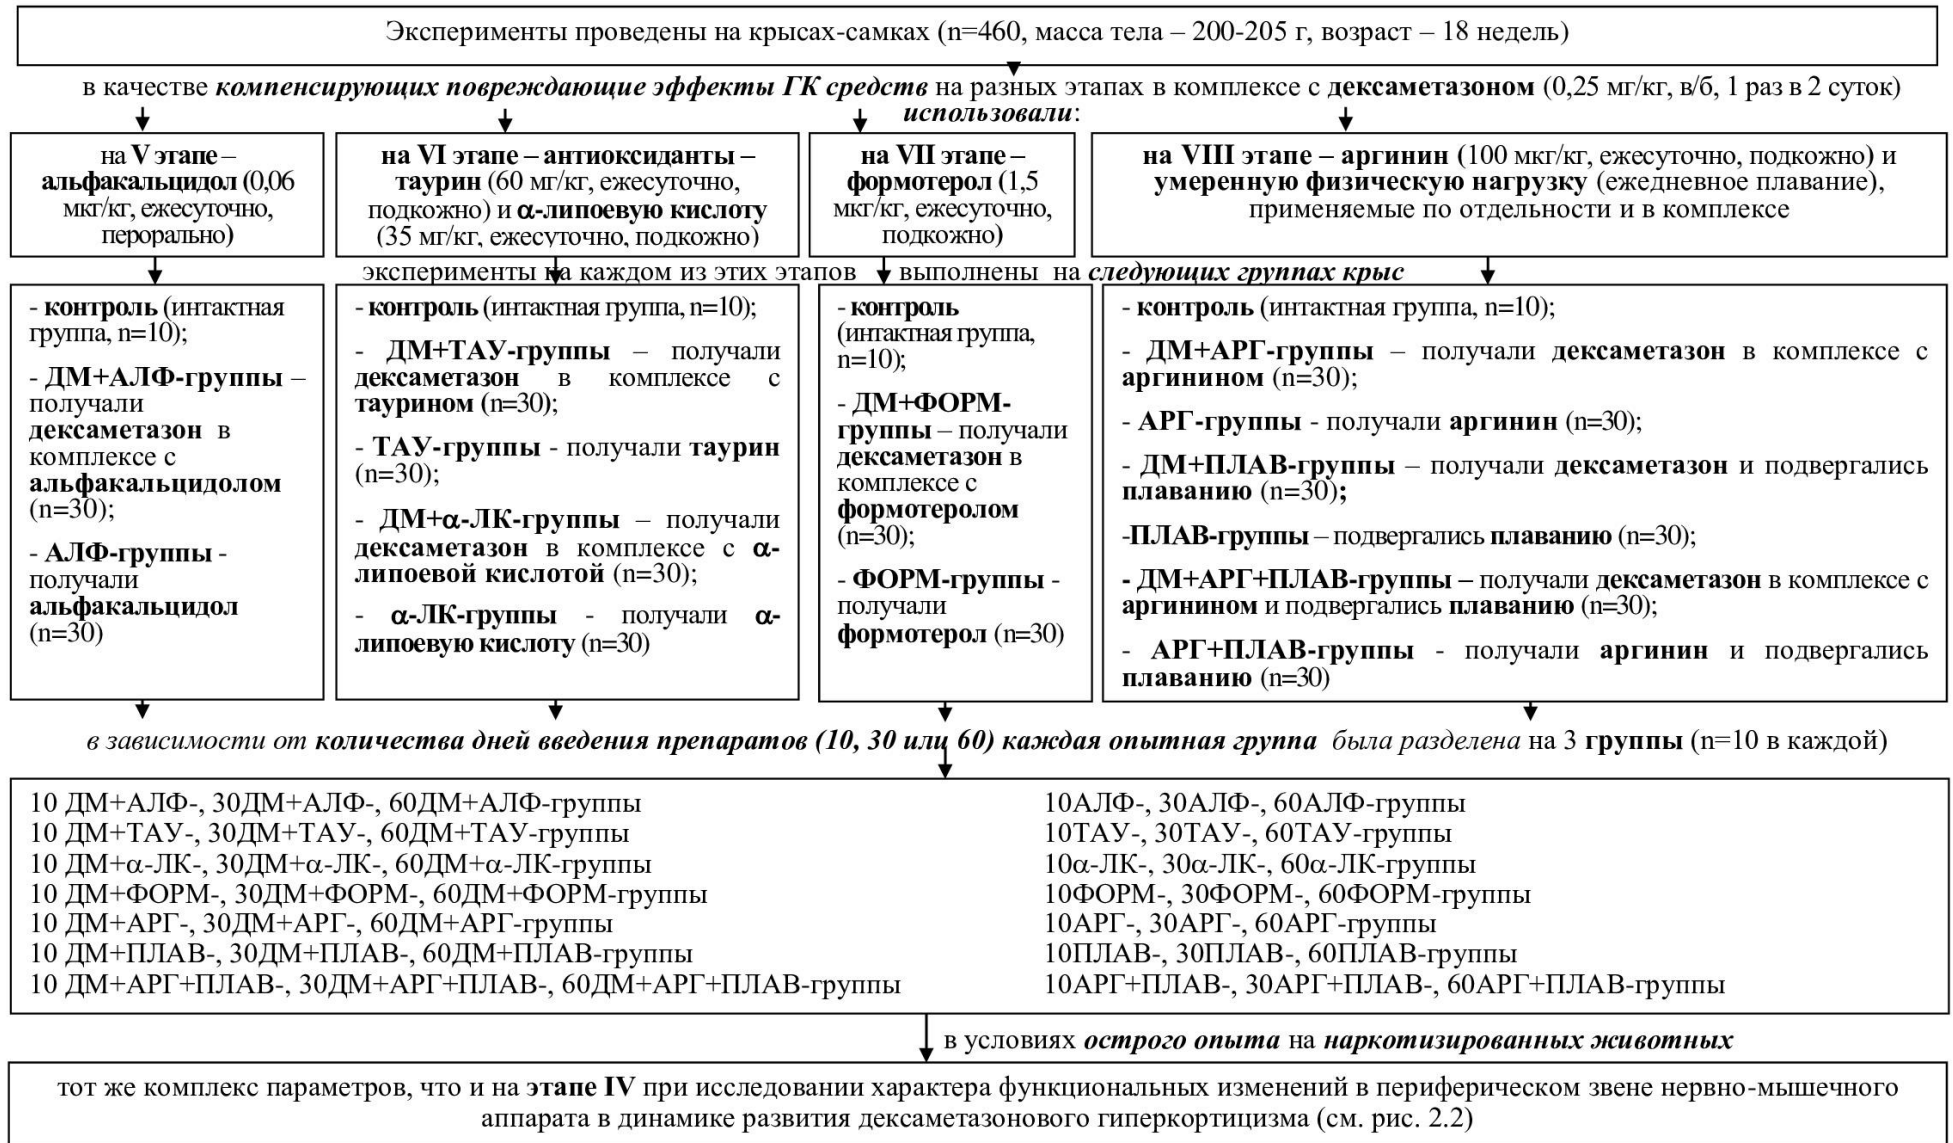 Эксперименты проведены на крысах-самках (n=460, масса тела – 200-205 г, возраст – 18 недель)
в качестве компенсирующих повреждающие эффекты ГК средств на разных этапах в комплексе с дексаметазоном (0,25 мг/кг, в/б, 1 раз в 2 суток)
использовали:
на V этапе –
альфакальцидол (0,06
мкг/кг, ежесуточно,
перорально)
на VI этапе – антиоксиданты –
таурин (60 мг/кг, ежесуточно,
подкожно) и α-липоевую кислоту
(35 мг/кг, ежесуточно, подкожно)
на VII этапе –
формотерол (1,5
мкг/кг, ежесуточно,
подкожно)
на VIII этапе – аргинин (100 мкг/кг, ежесуточно, подкожно) и
умеренную физическую нагрузку (ежедневное плавание),
применяемые по отдельности и в комплексе
эксперименты на каждом из этих этапов выполнены на следующих группах крыс
- контроль (интактная
группа, n=10);
- ДМ+АЛФ-группы –
получали
дексаметазон в
комплексе с
альфакальцидолом
(n=30);
- АЛФ-группы -
получали
альфакальцидол
(n=30)
- контроль (интактная группа, n=10);
- ДМ+ТАУ-группы – получали
дексаметазон в комплексе с
таурином (n=30);
- ТАУ-группы - получали таурин
(n=30);
- ДМ+α-ЛК-группы – получали
дексаметазон в комплексе с α-
липоевой кислотой (n=30);
- α-ЛК-группы - получали α-
липоевую кислоту (n=30)
- контроль
(интактная группа,
n=10);
- ДМ+ФОРМ-
группы – получали
дексаметазон в
комплексе с
формотеролом
(n=30);
- ФОРМ-группы -
получали
формотерол (n=30)
- контроль (интактная группа, n=10);
- ДМ+АРГ-группы – получали дексаметазон в комплексе с
аргинином (n=30);
- АРГ-группы - получали аргинин (n=30);
- ДМ+ПЛАВ-группы – получали дексаметазон и подвергались
плаванию (n=30);
-ПЛАВ-группы – подвергались плаванию (n=30);
- ДМ+АРГ+ПЛАВ-группы – получали дексаметазон в комплексе с
аргинином и подвергались плаванию (n=30);
- АРГ+ПЛАВ-группы - получали аргинин и подвергались
плаванию (n=30)
в зависимости от количества дней введения препаратов (10, 30 или 60) каждая опытная группа была разделена на 3 группы (n=10 в каждой)
10 ДМ+АЛФ-, 30ДМ+АЛФ-, 60ДМ+АЛФ-группы
10 ДМ+ТАУ-, 30ДМ+ТАУ-, 60ДМ+ТАУ-группы
10 ДМ+α-ЛК-, 30ДМ+α-ЛК-, 60ДМ+α-ЛК-группы
10 ДМ+ФОРМ-, 30ДМ+ФОРМ-, 60ДМ+ФОРМ-группы
10 ДМ+АРГ-, 30ДМ+АРГ-, 60ДМ+АРГ-группы
10 ДМ+ПЛАВ-, 30ДМ+ПЛАВ-, 60ДМ+ПЛАВ-группы
10 ДМ+АРГ+ПЛАВ-, 30ДМ+АРГ+ПЛАВ-, 60ДМ+АРГ+ПЛАВ-группы
10АЛФ-, 30АЛФ-, 60АЛФ-группы
10ТАУ-, 30ТАУ-, 60ТАУ-группы
10α-ЛК-, 30α-ЛК-, 60α-ЛК-группы
10ФОРМ-, 30ФОРМ-, 60ФОРМ-группы
10АРГ-, 30АРГ-, 60АРГ-группы
10ПЛАВ-, 30ПЛАВ-, 60ПЛАВ-группы
10АРГ+ПЛАВ-, 30АРГ+ПЛАВ-, 60АРГ+ПЛАВ-группы
в условиях острого опыта на наркотизированных животных
тот же комплекс параметров, что и на этапе IV при исследовании характера функциональных изменений в периферическом звене нервно-мышечного
аппарата в динамике развития дексаметазонового гиперкортицизма (см. рис. 2.2)